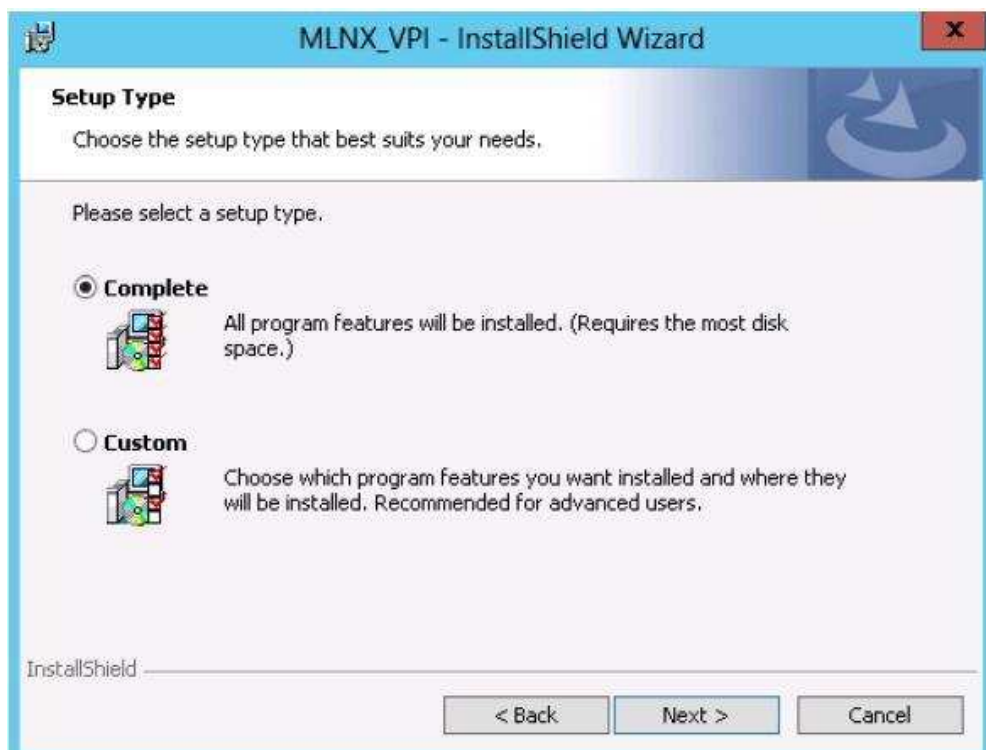 MLNX_VPI - InstallShield Wizard
x
Setup Type
Choose the setup type that best suits your needs.
Please select a setup type.
Complete
All program features will be installed. (Requires the most disk
space.)
Custom
Choose which program features you want installed and where they
will be installed. Recommended for advanced users.
InstallShield
< Back
Next >
Cancel